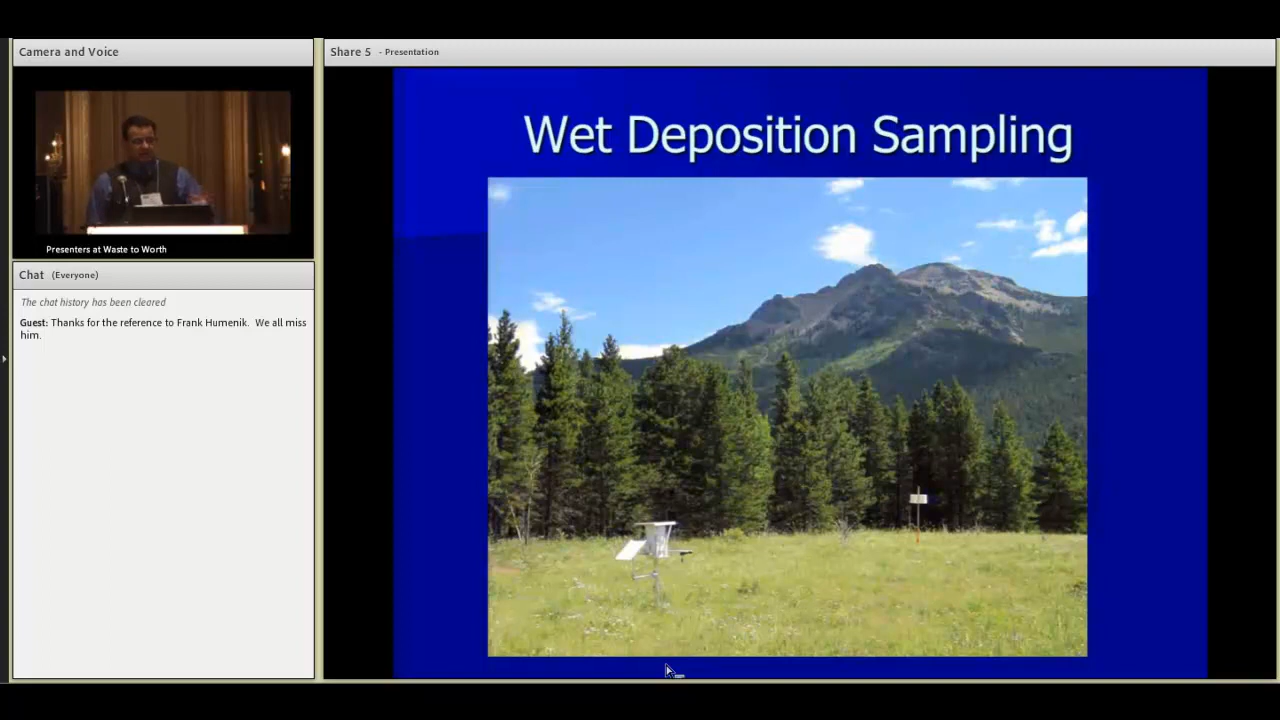 Camera and Voice
Presenters at Waste to Worth
Chat (Everyone)
The chat history has been cleared
Guest: Thanks for the reference to Frank Humenik. We all miss
him.
Share 5 - Presentation
Wet Deposition Sampling